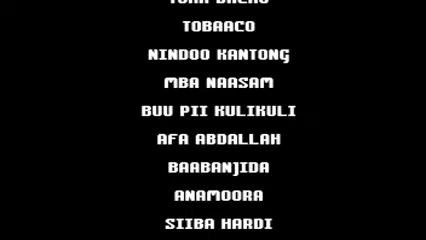 TOBAACO
NINDOO KANTONG
MBA NAASAM
BUU PII KULIKULI
AFA ABDALLAH
BAABANJIDA
ANAMOORA
SIIBA HARDI